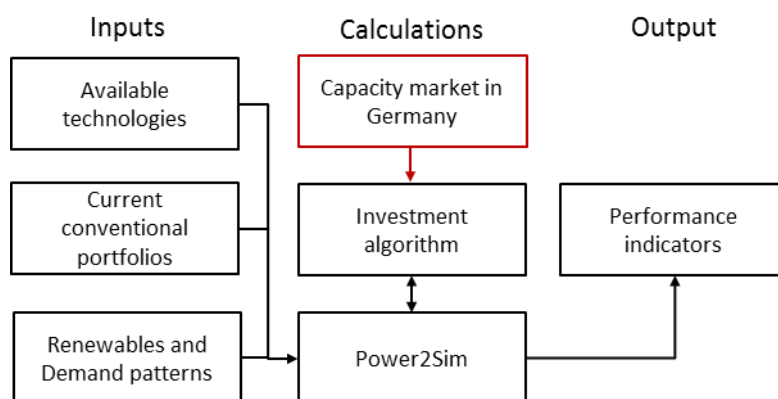 Inputs
Calculations
Output
Available
technologies
Capacity market in
Germany
Current
conventional
portfolios
Investment
algorithm
Performance
indicators
Renewables and
Demand patterns
Power2Sim